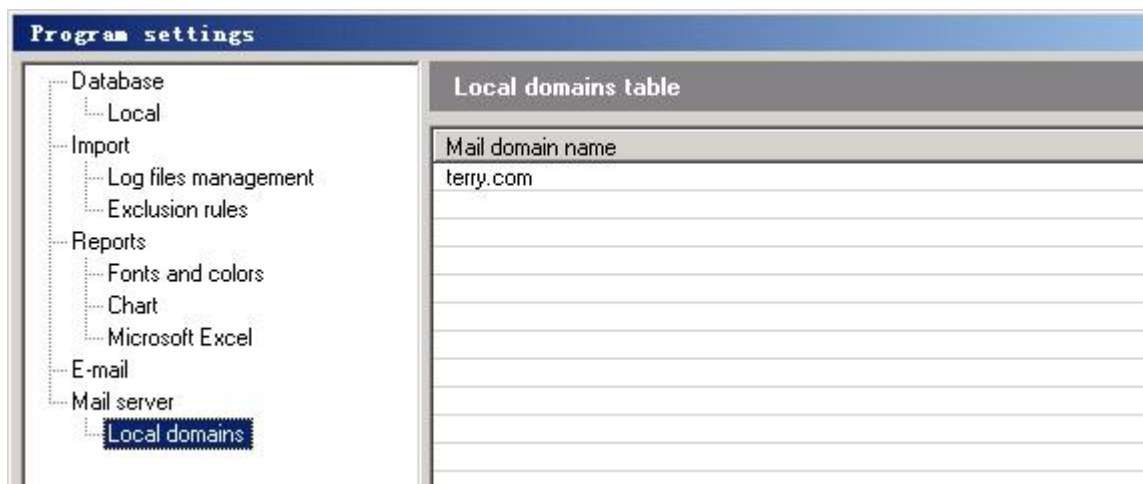 Program settings
Database
Local
Import
Log files management
Exclusion rules
Reports
Fonts and colors
Chart
Microsoft Excel
E-mail
Mail server
Local domains
Local domains table
Mail domain name
terry.com